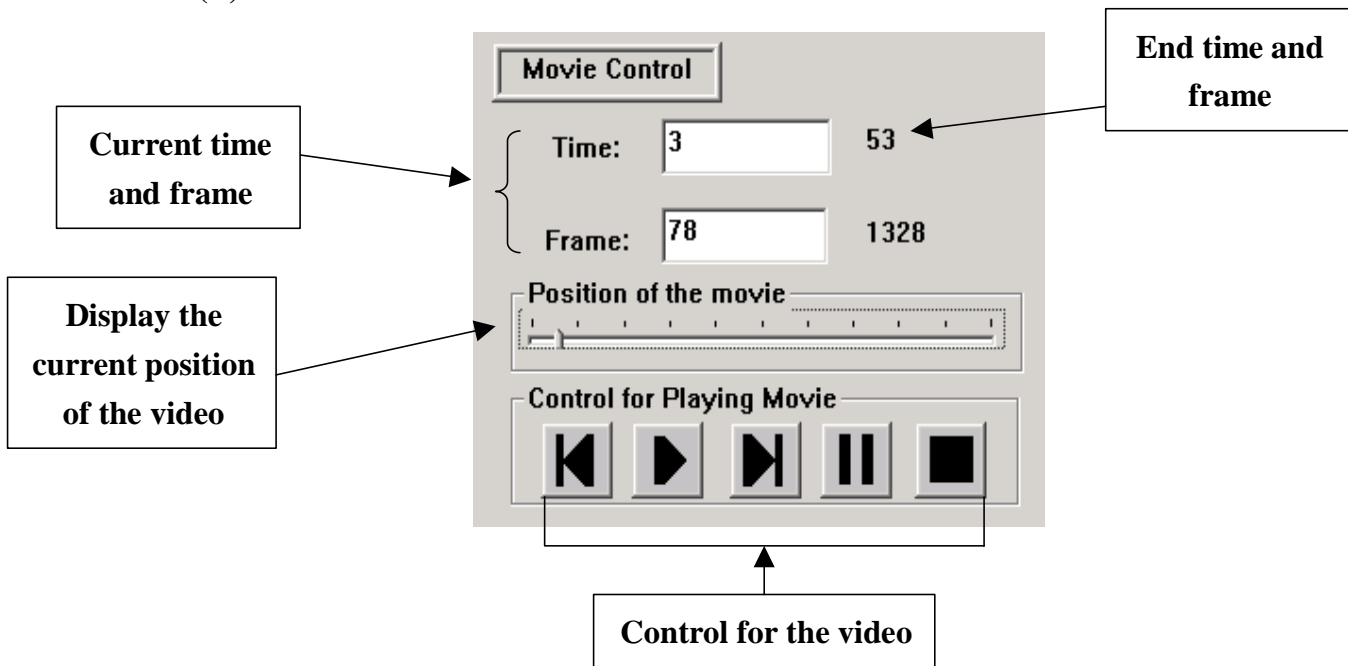 Movie Control
End time and
frame
Current time
and frame
Time: 3 53
Frame: 78 1328
Position of the movie
Display the
current position
of the video
Control for Playing Movie
Control for the video